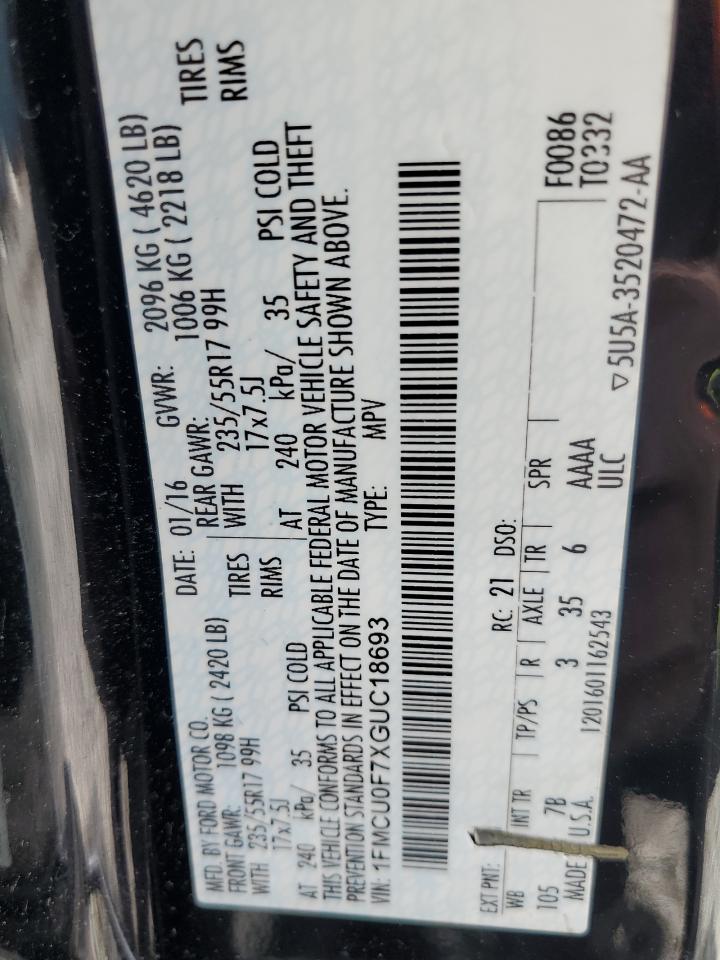 MFD. BY FORD MOTOR CO. DATE: 01/16 GVWR: 2096 KG ( 4620 LB)
FRONT GAWR: 1098 KG ( 2420 LB) REAR GAWR: 1006 KG ( 2218 LB)
WITH 235/55R17 99H TIRES WITH 235/55R17 99H TIRES
17x7.5J RIMS 17x7.5J RIMS
AT 240 kPa/ 35 PSI COLD AT 240 kPa/ 35 PSI COLD
THIS VEHICLE CONFORMS TO ALL APPLICABLE FEDERAL MOTOR VEHICLE SAFETY AND THEFT
PREVENTION STANDARDS IN EFFECT ON THE DATE OF MANUFACTURE SHOWN ABOVE.
VIN: 1FMCU0F7XGUC18693 TYPE: MPV
EXT PNT: RC: 21 DSO:
WB INT TR TP/PS R AXLE TR SPR F0086
105 7B 3 35 6 AAAA T0332
MADE U.S.A. 1201601162543 ULC
▽5U5A-3520472-AA